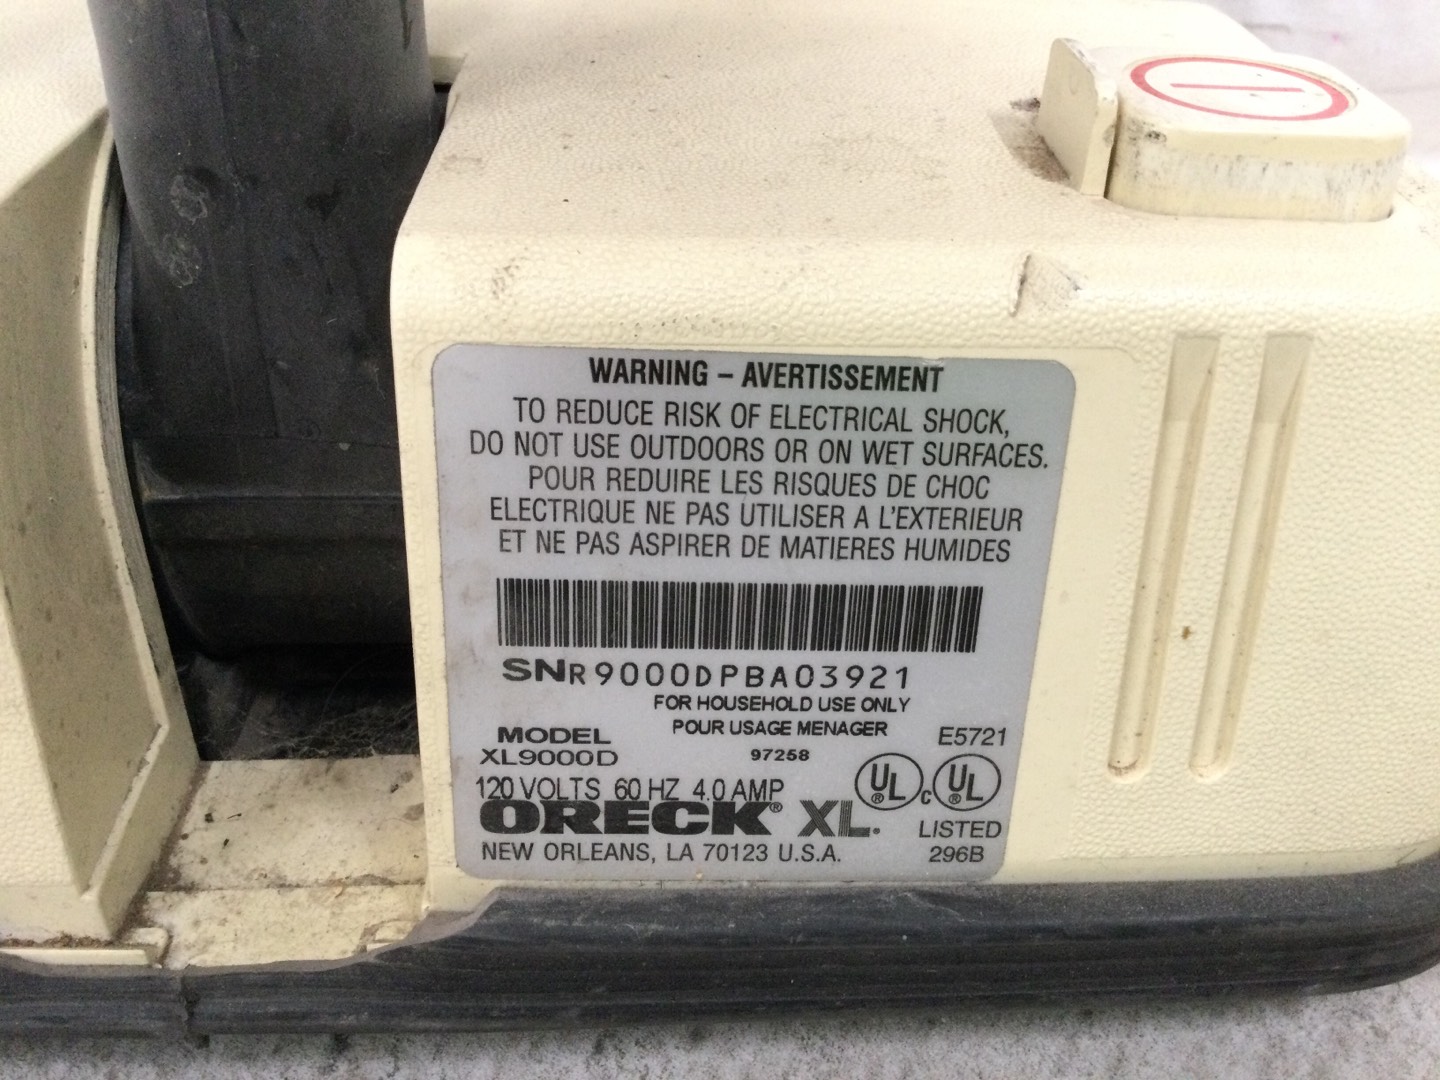 WARNING – AVERTISSEMENT
TO REDUCE RISK OF ELECTRICAL SHOCK,
DO NOT USE OUTDOORS OR ON WET SURFACES.
POUR REDUIRE LES RISQUES DE CHOC
ELECTRIQUE NE PAS UTILISER A L'EXTERIEUR
ET NE PAS ASPIRER DE MATIERES HUMIDES
SNR9000DPBA03921
FOR HOUSEHOLD USE ONLY
POUR USAGE MENAGER
MODEL
XL9000D
97258
E5721
120 VOLTS 60 HZ 4.0 AMP
UL® c UL®
ORECK® XL.
LISTED
NEW ORLEANS, LA 70123 U.S.A.
296B